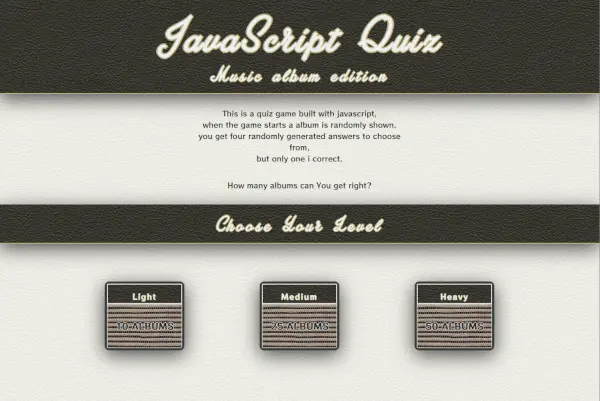 JavaScript Quiz
Music album edition
This is a quiz game built with javascript,
when the game starts a album is randomly shown,
you get four randomly generated answers to choose
from,
but only one i correct.
How many albums can You get right?
Choose Your Level
Light
10 ALBUMS
Medium
25 ALBUMS
Heavy
50 ALBUMS